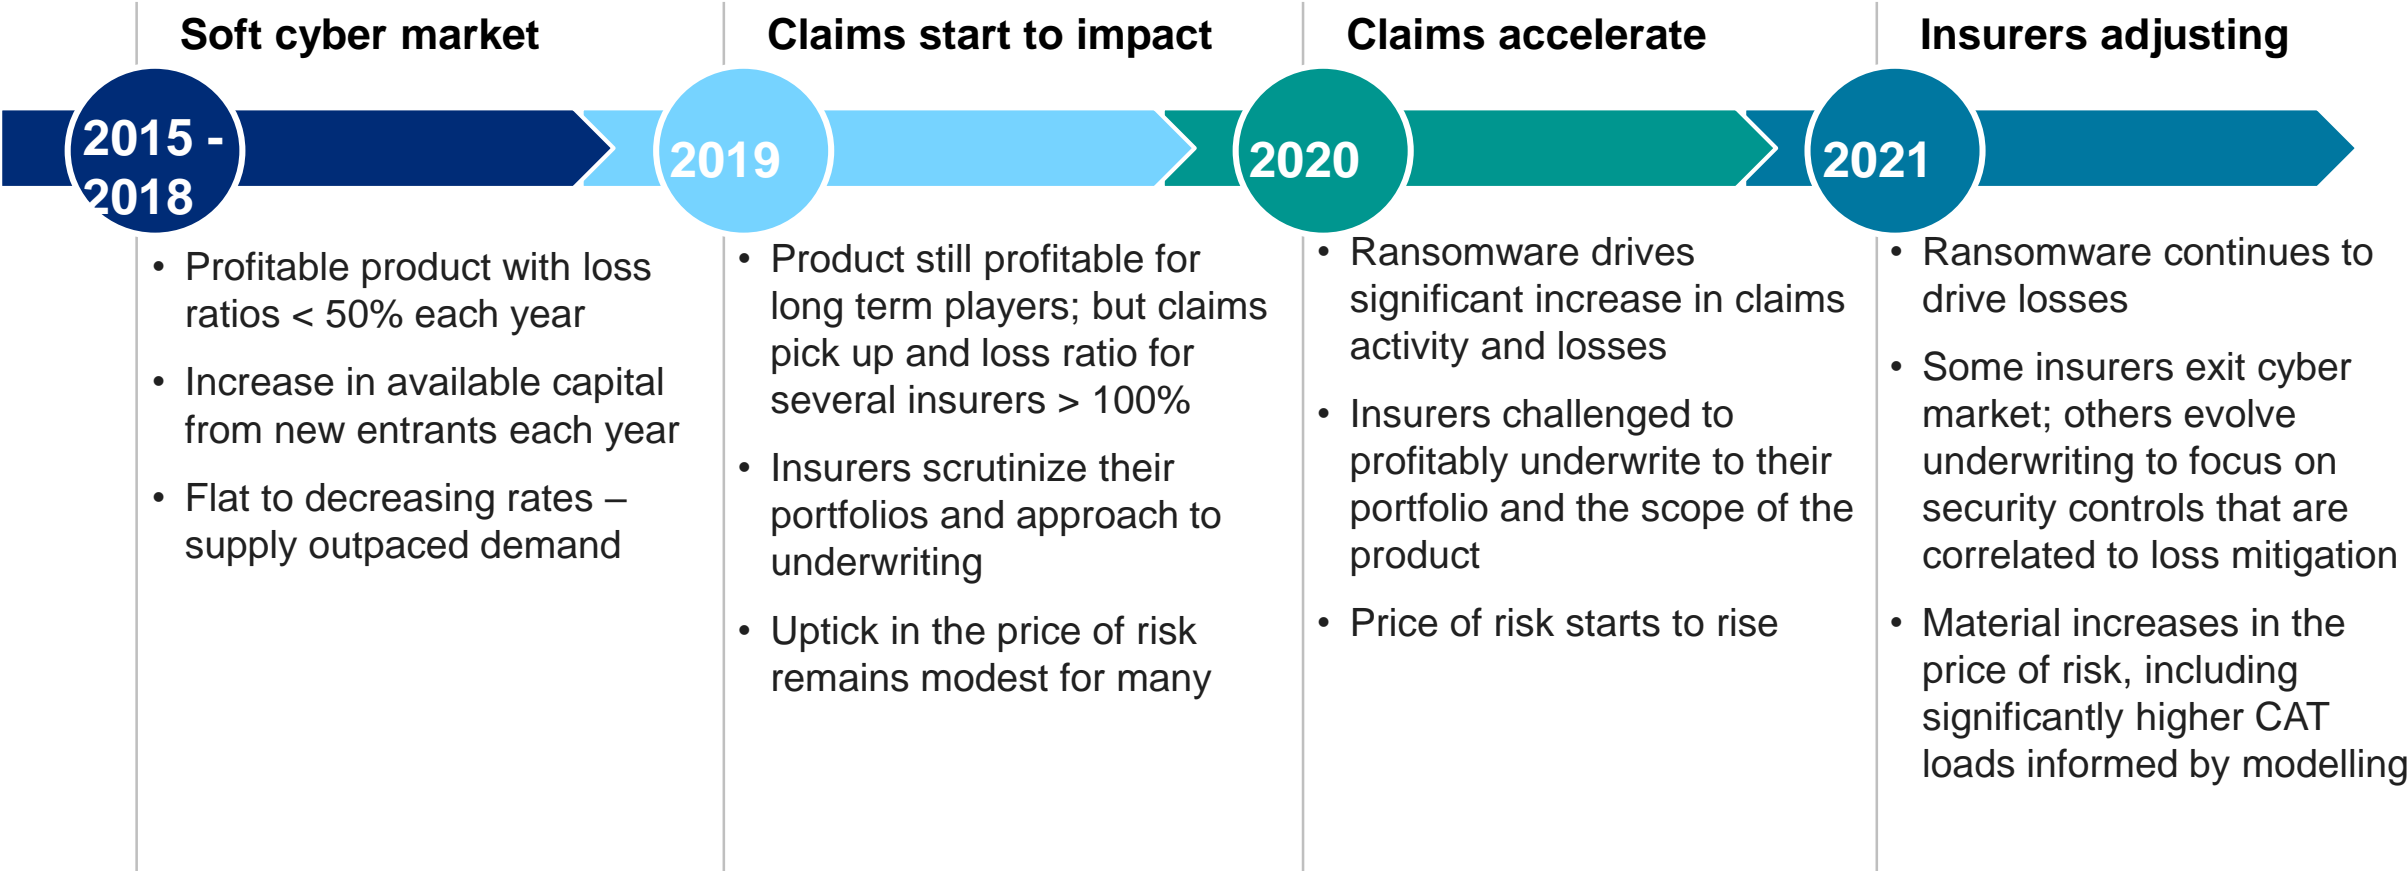 Soft cyber market
2015 -
2018
• Profitable product with loss
ratios < 50% each year
• Increase in available capital
from new entrants each year
• Flat to decreasing rates –
supply outpaced demand
Claims start to impact
2019
• Product still profitable for
long term players; but claims
pick up and loss ratio for
several insurers > 100%
• Insurers scrutinize their
portfolios and approach to
underwriting
• Uptick in the price of risk
remains modest for many
Claims accelerate
2020
• Ransomware drives
significant increase in claims
activity and losses
• Insurers challenged to
profitably underwrite to their
portfolio and the scope of the
product
• Price of risk starts to rise
Insurers adjusting
2021
• Ransomware continues to
drive losses
• Some insurers exit cyber
market; others evolve
underwriting to focus on
security controls that are
correlated to loss mitigation
• Material increases in the
price of risk, including
significantly higher CAT
loads informed by modelling